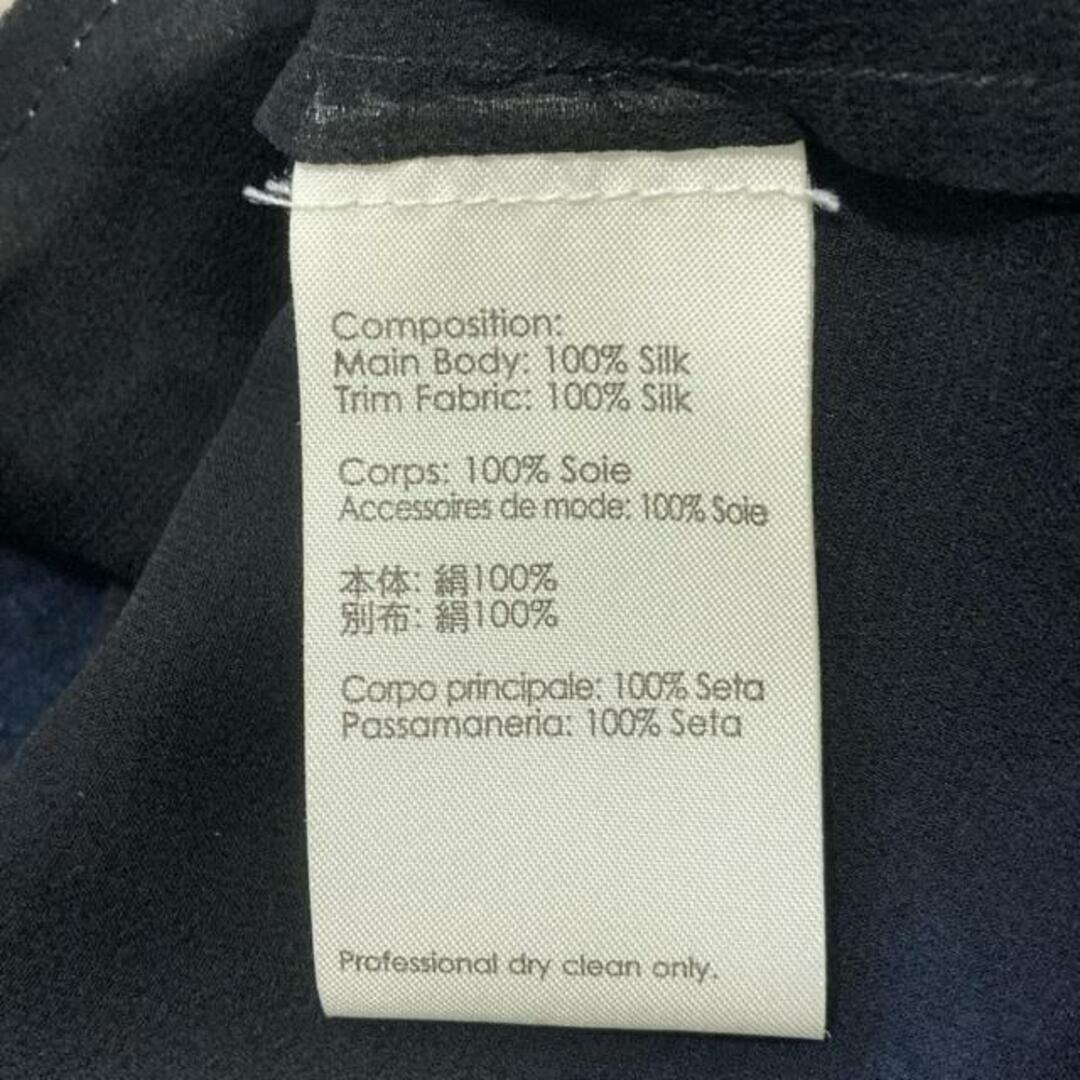 Composition:
Main Body: 100% Silk
Trim Fabric: 100% Silk
Corps: 100% Soie
Accessoires de mode: 100% Soie
本体: 絹100%
別布: 絹100%
Corpo principale: 100% Seta
Passamaneria: 100% Seta
Professional dry clean only.